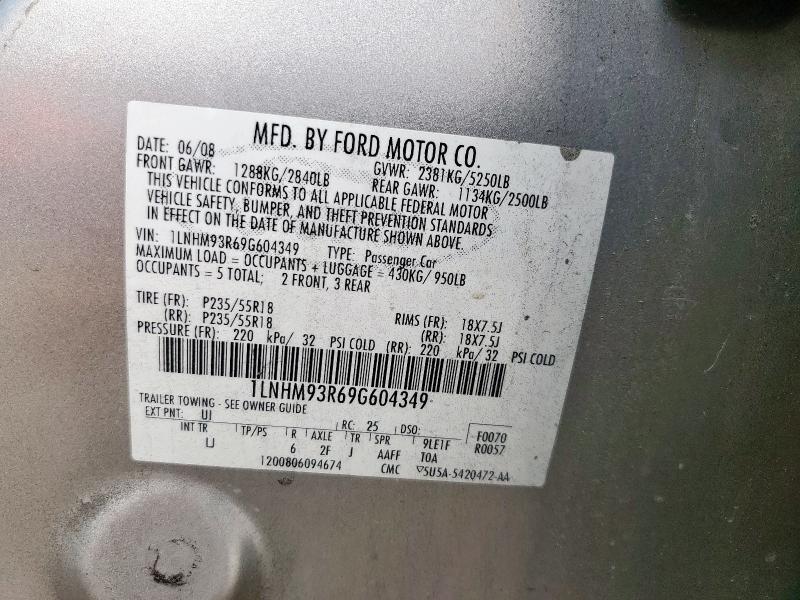 MFD. BY FORD MOTOR CO.
DATE: 06/08 GVWR: 2381KG/5250LB
FRONT GAWR: 1288KG/2840LB REAR GAWR: 1134KG/2500LB
THIS VEHICLE CONFORMS TO ALL APPLICABLE FEDERAL MOTOR
VEHICLE SAFETY, BUMPER, AND THEFT PREVENTION STANDARDS
IN EFFECT ON THE DATE OF MANUFACTURE SHOWN ABOVE.
VIN: 1LNHM93R69G604349 TYPE: Passenger Car
MAXIMUM LOAD = OCCUPANTS + LUGGAGE = 430KG/ 950LB
OCCUPANTS = 5 TOTAL; 2 FRONT, 3 REAR
TIRE (FR): P235/55R18 RIMS (FR): 18X7.5J
(RR): P235/55R18 (RR): 18X7.5J
PRESSURE (FR): 220 kPa/ 32 PSI COLD (RR): 220 kPa/ 32 PSI COLD
1LNHM93R69G604349
TRAILER TOWING - SEE OWNER GUIDE
EXT PNT: UJ RC: 25 DSO: F0070
INT TR TP/PS R AXLE TR SPR 9LE1F R0057
LJ 6 2F J AAFF TOA
1200806094674 CMC 5U5A-5420472-AA